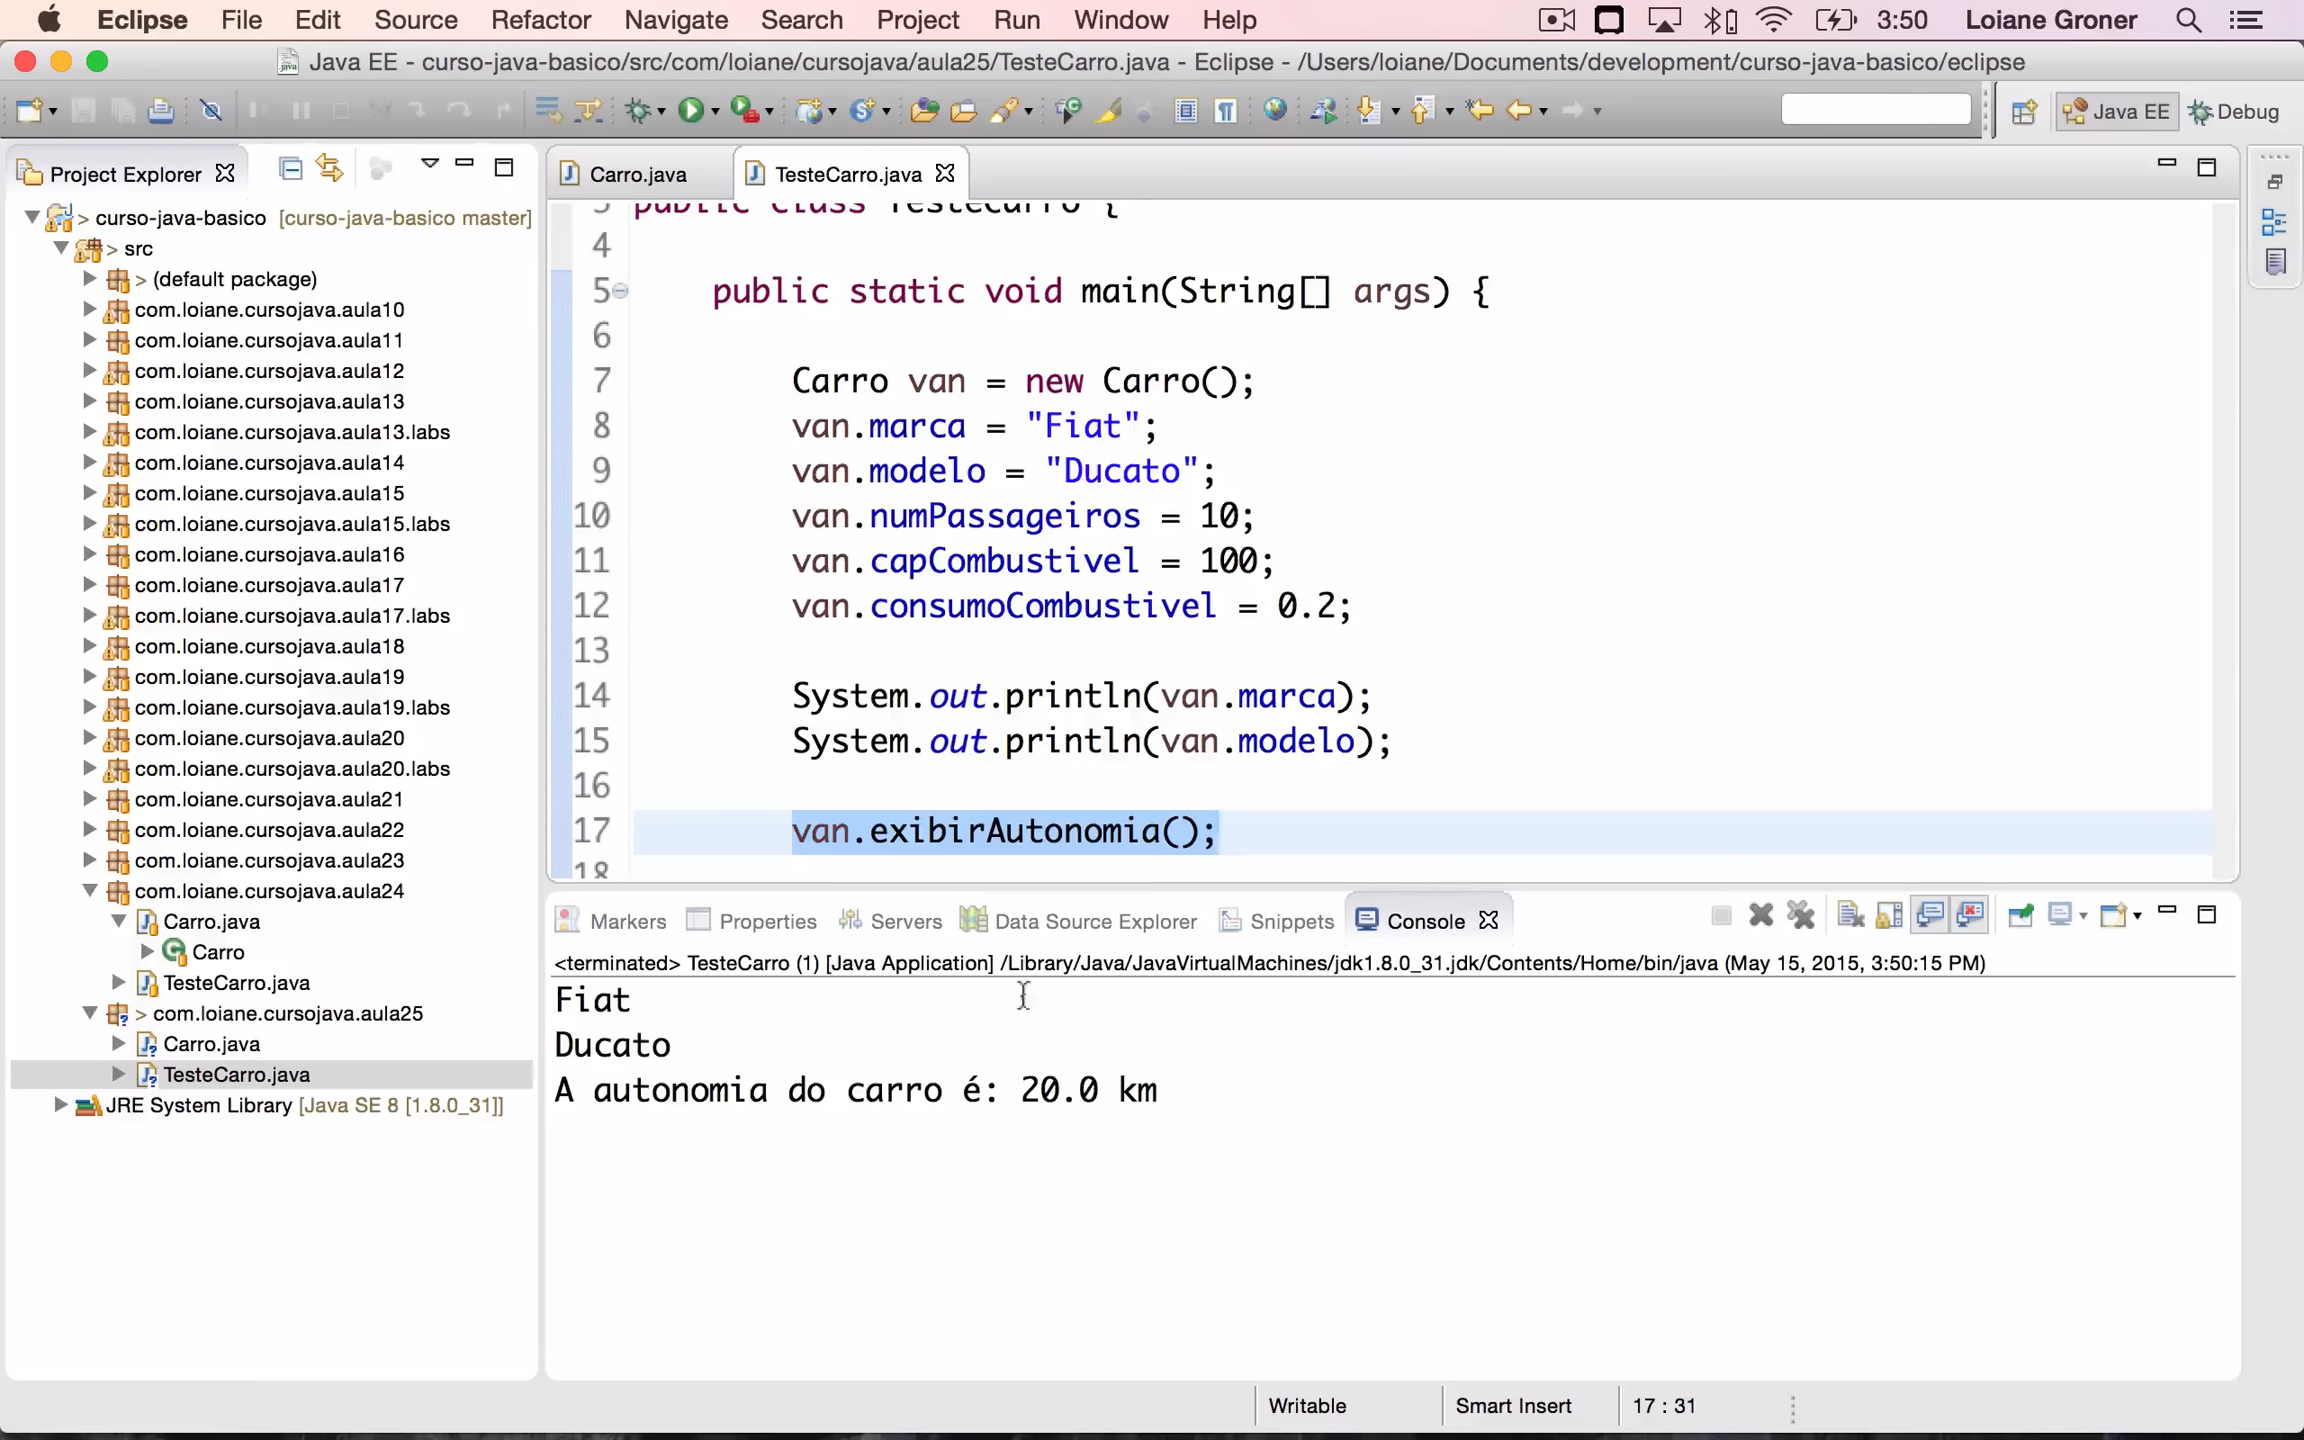 Eclipse File Edit Source Refactor Navigate Search Project Run Window Help 3:50 Loiane Groner
Java EE - curso-java-basico/src/com/loiane/cursojava/aula25/TesteCarro.java - Eclipse - /Users/loiane/Documents/development/curso-java-basico/eclipse
Java EE Debug
Project Explorer
> curso-java-basico [curso-java-basico master]
> src
> (default package)
com.loiane.cursojava.aula10
com.loiane.cursojava.aula11
com.loiane.cursojava.aula12
com.loiane.cursojava.aula13
com.loiane.cursojava.aula13.labs
com.loiane.cursojava.aula14
com.loiane.cursojava.aula15
com.loiane.cursojava.aula15.labs
com.loiane.cursojava.aula16
com.loiane.cursojava.aula17
com.loiane.cursojava.aula17.labs
com.loiane.cursojava.aula18
com.loiane.cursojava.aula19
com.loiane.cursojava.aula19.labs
com.loiane.cursojava.aula20
com.loiane.cursojava.aula20.labs
com.loiane.cursojava.aula21
com.loiane.cursojava.aula22
com.loiane.cursojava.aula23
com.loiane.cursojava.aula24
Carro.java
Carro
TesteCarro.java
> com.loiane.cursojava.aula25
Carro.java
TesteCarro.java
JRE System Library [Java SE 8 [1.8.0_31]]
Carro.java TesteCarro.java
3 public class TesteCarro {
4
5 public static void main(String[] args) {
6
7 Carro van = new Carro();
8 van.marca = "Fiat";
9 van.modelo = "Ducato";
10 van.numPassageiros = 10;
11 van.capCombustivel = 100;
12 van.consumoCombustivel = 0.2;
13
14 System.out.println(van.marca);
15 System.out.println(van.modelo);
16
17 van.exibirAutonomia();
18
Markers Properties Servers Data Source Explorer Snippets Console
<terminated> TesteCarro (1) [Java Application] /Library/Java/JavaVirtualMachines/jdk1.8.0_31.jdk/Contents/Home/bin/java (May 15, 2015, 3:50:15 PM)
Fiat
Ducato
A autonomia do carro é: 20.0 km
Writable Smart Insert 17 : 31